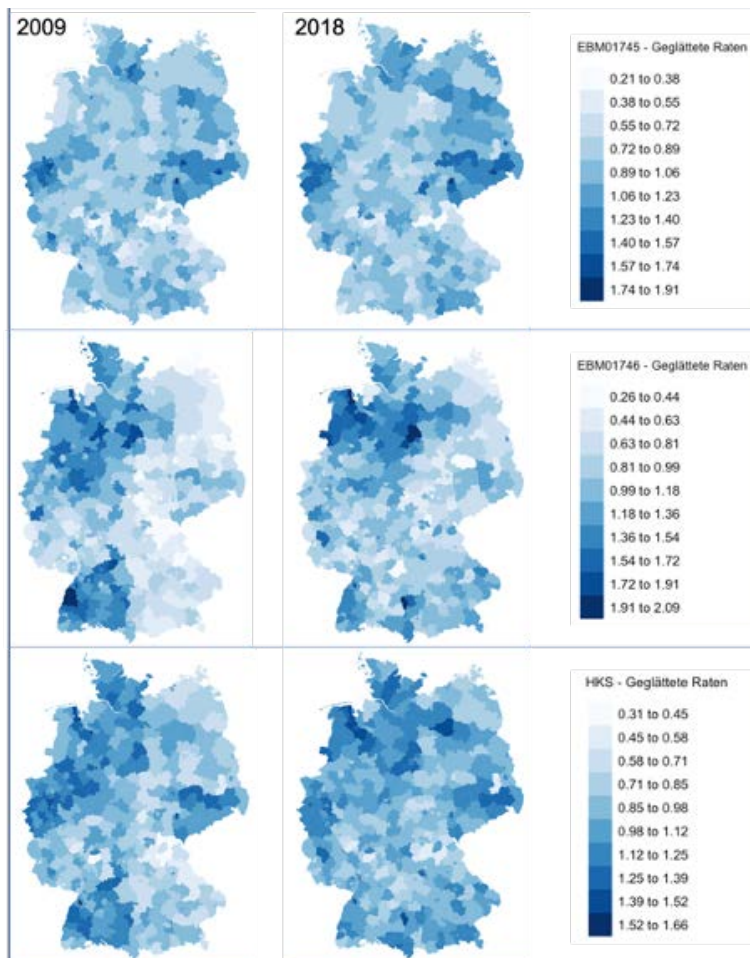 2009
2018
EBM01745 - Geglättete Raten
0.21 to 0.38
0.38 to 0.55
0.55 to 0.72
0.72 to 0.89
0.89 to 1.06
1.06 to 1.23
1.23 to 1.40
1.40 to 1.57
1.57 to 1.74
1.74 to 1.91
EBM01746 - Geglättete Raten
0.26 to 0.44
0.44 to 0.63
0.63 to 0.81
0.81 to 0.99
0.99 to 1.18
1.18 to 1.36
1.36 to 1.54
1.54 to 1.72
1.72 to 1.91
1.91 to 2.09
HKS - Geglättete Raten
0.31 to 0.45
0.45 to 0.58
0.58 to 0.71
0.71 to 0.85
0.85 to 0.98
0.98 to 1.12
1.12 to 1.25
1.25 to 1.39
1.39 to 1.52
1.52 to 1.66